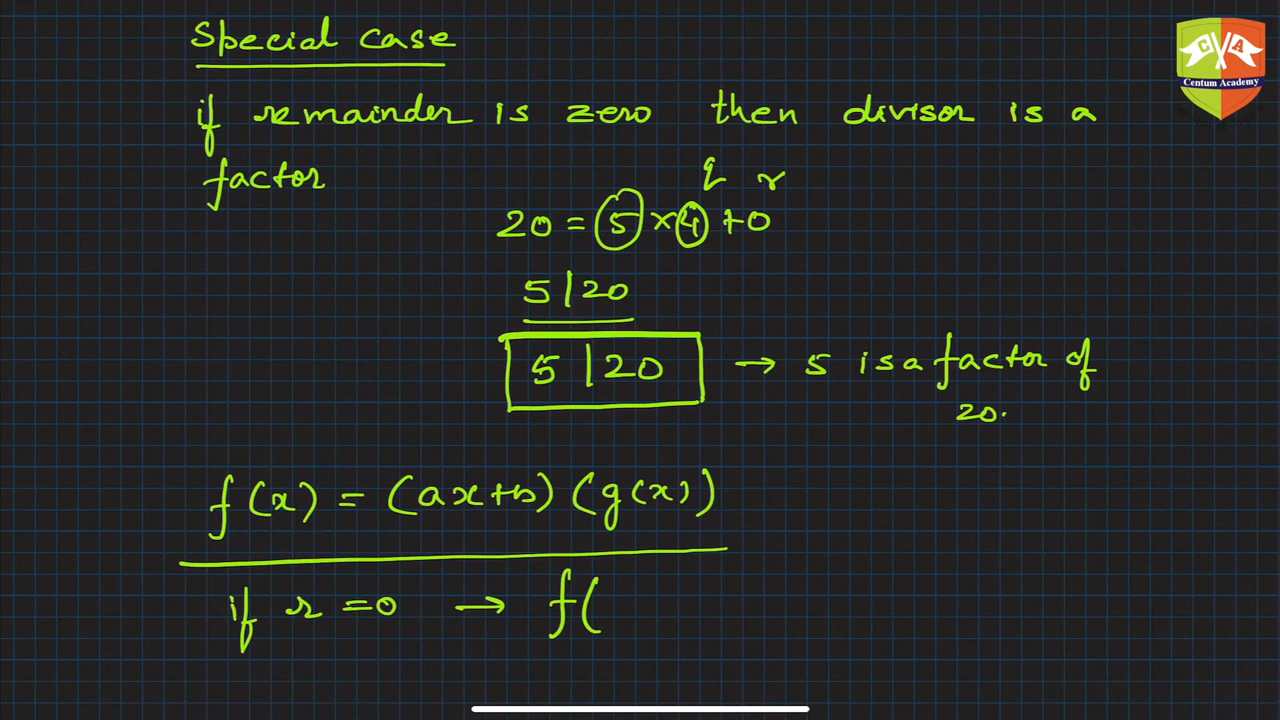 Special case
if remainder is zero then divisor is a
factor
q r
20 = 5 × 4 + 0
5 | 20
5 | 20 → 5 is a factor of
20.
f(x) = (ax+b) (g(x))
if r = 0 → f(
C A
Centum Academy